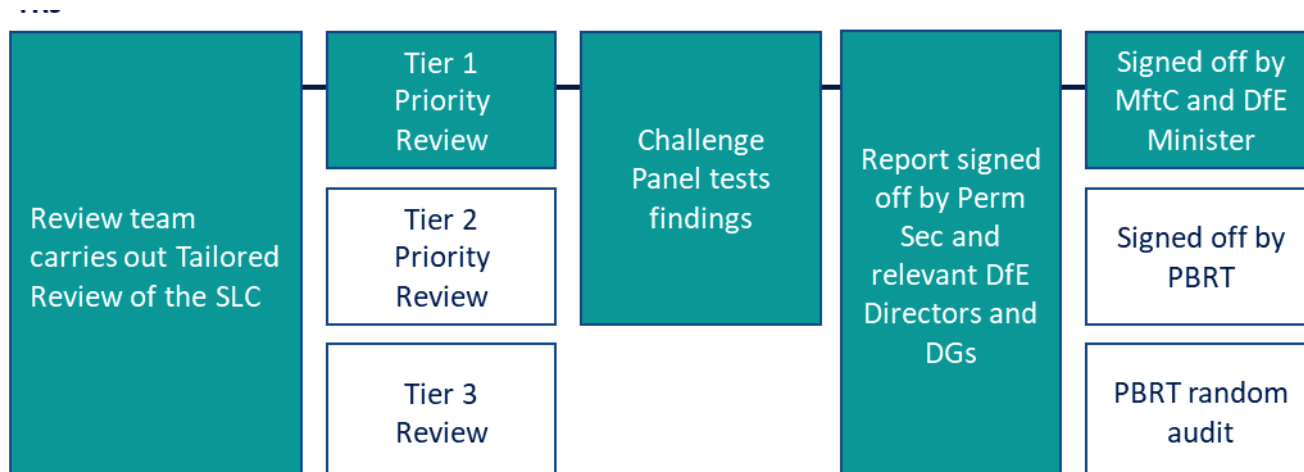 Review team
carries out Tailored
Review of the SLC
Tier 1
Priority
Review
Tier 2
Priority
Review
Tier 3
Review
Challenge
Panel tests
findings
Report signed
off by Perm
Sec and
relevant DfE
Directors and
DGs
Signed off by
MftC and DfE
Minister
Signed off by
PBRT
PBRT random
audit